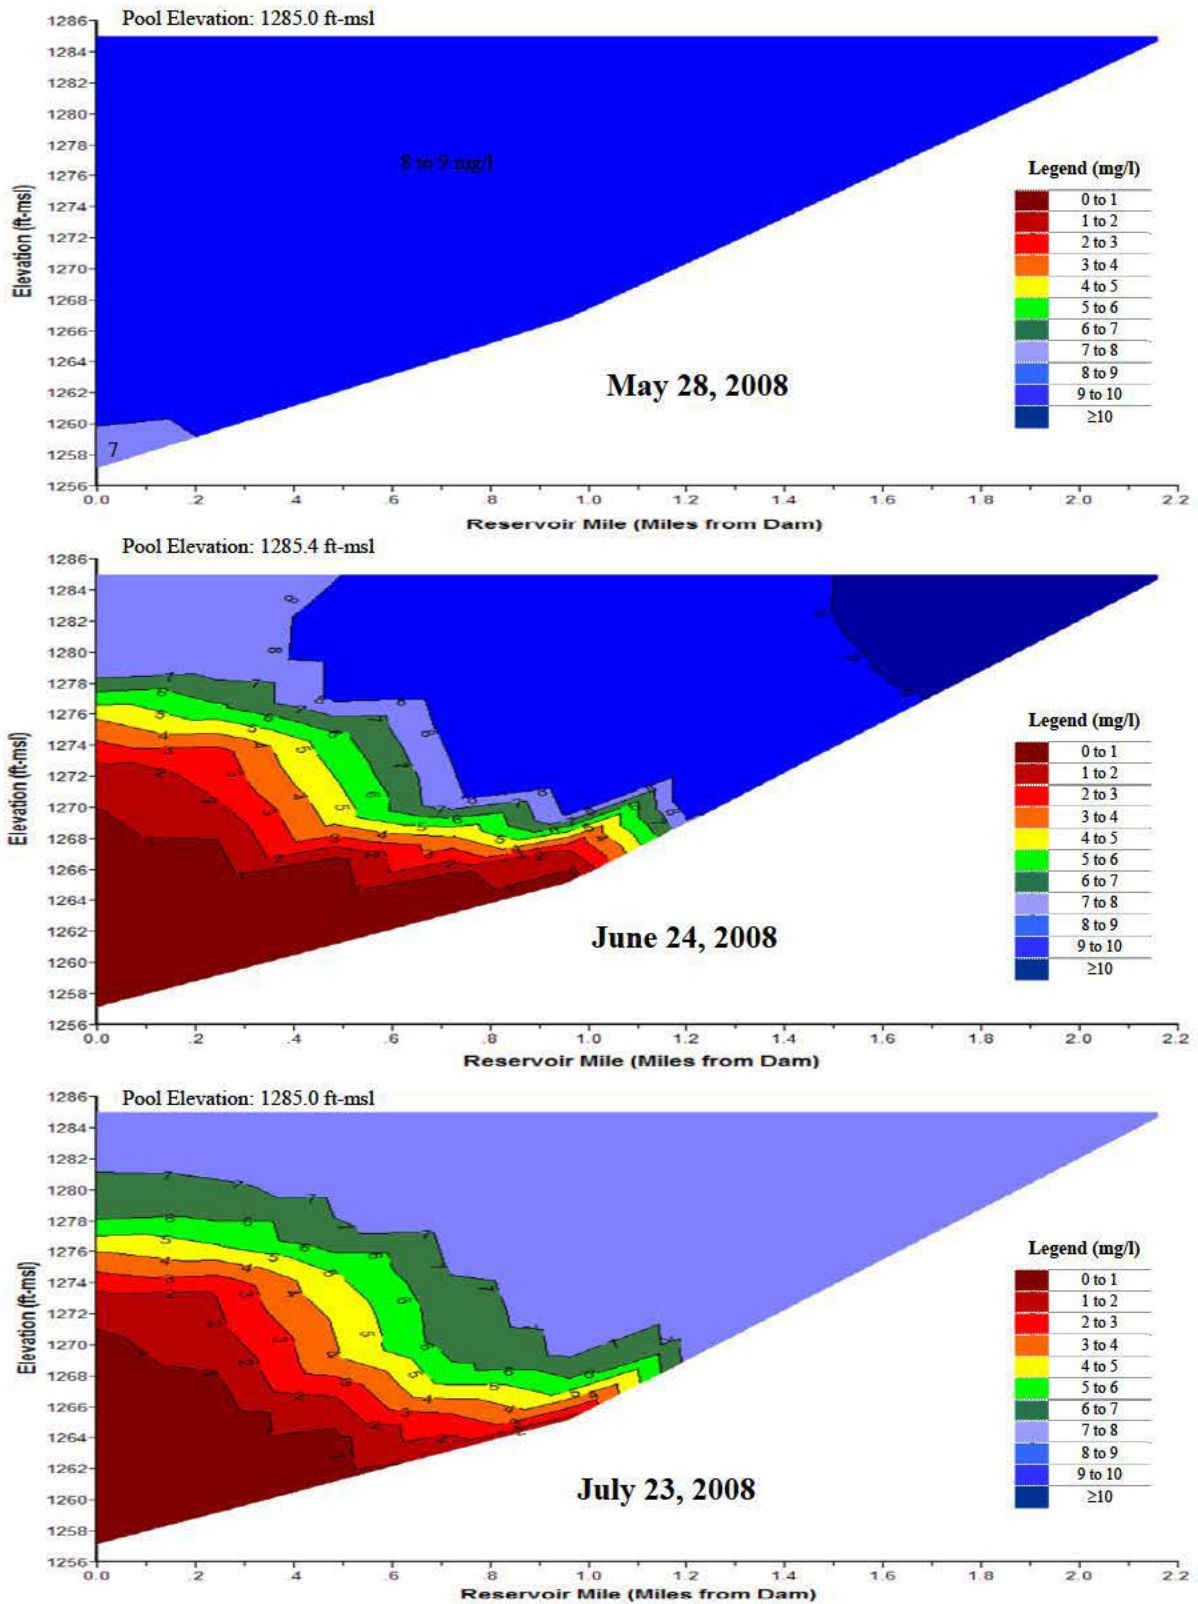 Pool Elevation: 1285.0 ft-msl
1286
1284
1282
1280
1278
1276
1274
1272
1270
1268
1266
1264
1262
1260
1258
1256
Elevation (ft-msl)
8 to 9 mg/l
7
Legend (mg/l)
0 to 1
1 to 2
2 to 3
3 to 4
4 to 5
5 to 6
6 to 7
7 to 8
8 to 9
9 to 10
≥10
May 28, 2008
0.0 .2 .4 .6 .8 1.0 1.2 1.4 1.6 1.8 2.0 2.2
Reservoir Mile (Miles from Dam)
Pool Elevation: 1285.4 ft-msl
1286
1284
1282
1280
1278
1276
1274
1272
1270
1268
1266
1264
1262
1260
1258
1256
Elevation (ft-msl)
Legend (mg/l)
0 to 1
1 to 2
2 to 3
3 to 4
4 to 5
5 to 6
6 to 7
7 to 8
8 to 9
9 to 10
≥10
June 24, 2008
0.0 .2 .4 .6 .8 1.0 1.2 1.4 1.6 1.8 2.0 2.2
Reservoir Mile (Miles from Dam)
Pool Elevation: 1285.0 ft-msl
1286
1284
1282
1280
1278
1276
1274
1272
1270
1268
1266
1264
1262
1260
1258
1256
Elevation (ft-msl)
Legend (mg/l)
0 to 1
1 to 2
2 to 3
3 to 4
4 to 5
5 to 6
6 to 7
7 to 8
8 to 9
9 to 10
≥10
July 23, 2008
0.0 .2 .4 .6 .8 1.0 1.2 1.4 1.6 1.8 2.0 2.2
Reservoir Mile (Miles from Dam)